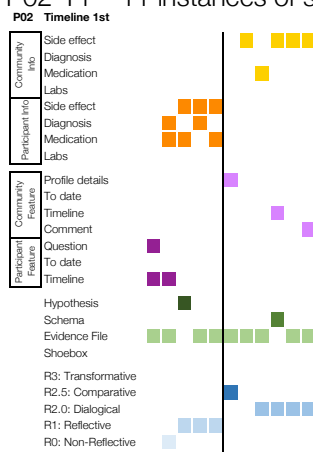 P02 Timeline 1st
Community Info
Side effect
Diagnosis
Medication
Labs
Participant Info
Side effect
Diagnosis
Medication
Labs
Community Feature
Profile details
To date
Timeline
Comment
Participant Feature
Question
To date
Timeline
Hypothesis
Schema
Evidence File
Shoebox
R3: Transformative
R2.5: Comparative
R2.0: Dialogical
R1: Reflective
R0: Non-Reflective